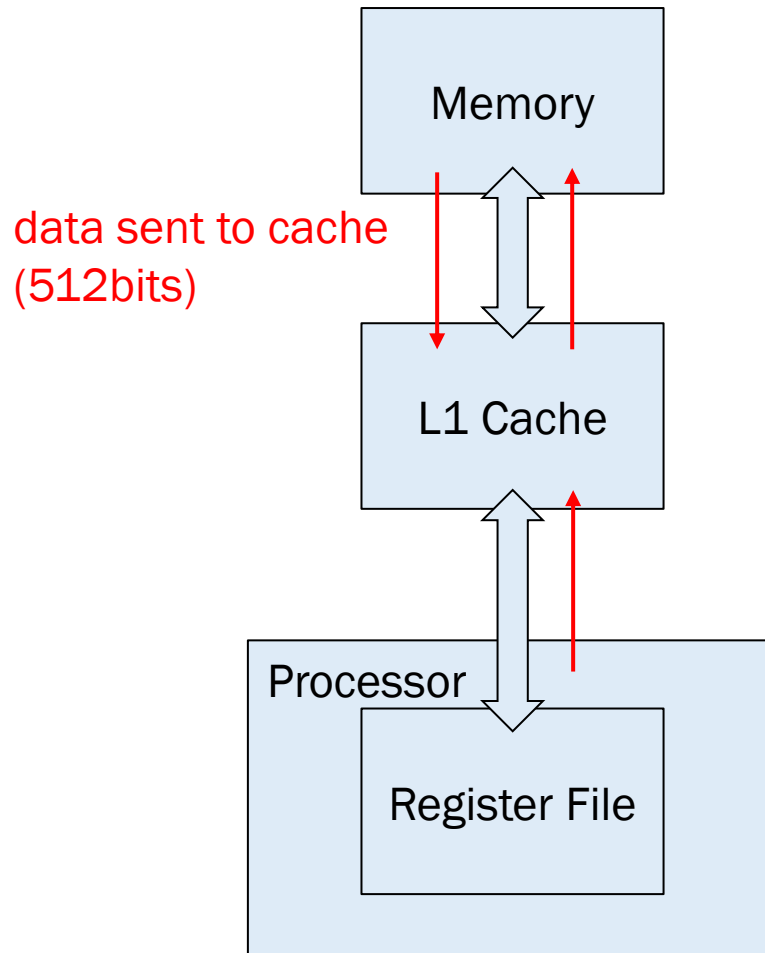 Memory
data sent to cache
(512bits)
L1 Cache
Processor
Register File